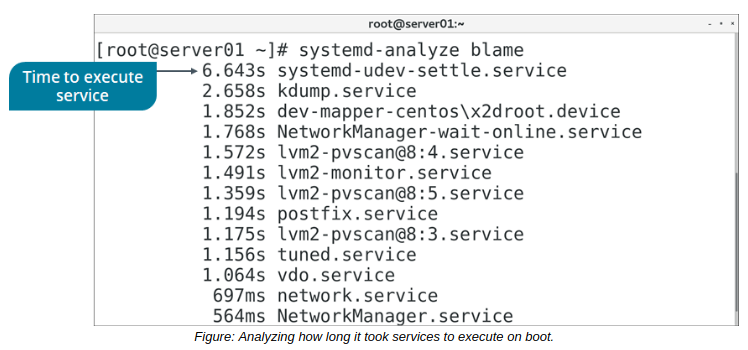 root@server01:~
[root@server01 ~]# systemd-analyze blame
Time to execute
service
6.643s systemd-udev-settle.service
2.658s kdump.service
1.852s dev-mapper-centos\x2droot.device
1.768s NetworkManager-wait-online.service
1.572s lvm2-pvscan@8:4.service
1.491s lvm2-monitor.service
1.359s lvm2-pvscan@8:5.service
1.194s postfix.service
1.175s lvm2-pvscan@8:3.service
1.156s tuned.service
1.064s vdo.service
697ms network.service
564ms NetworkManager.service
Figure: Analyzing how long it took services to execute on boot.